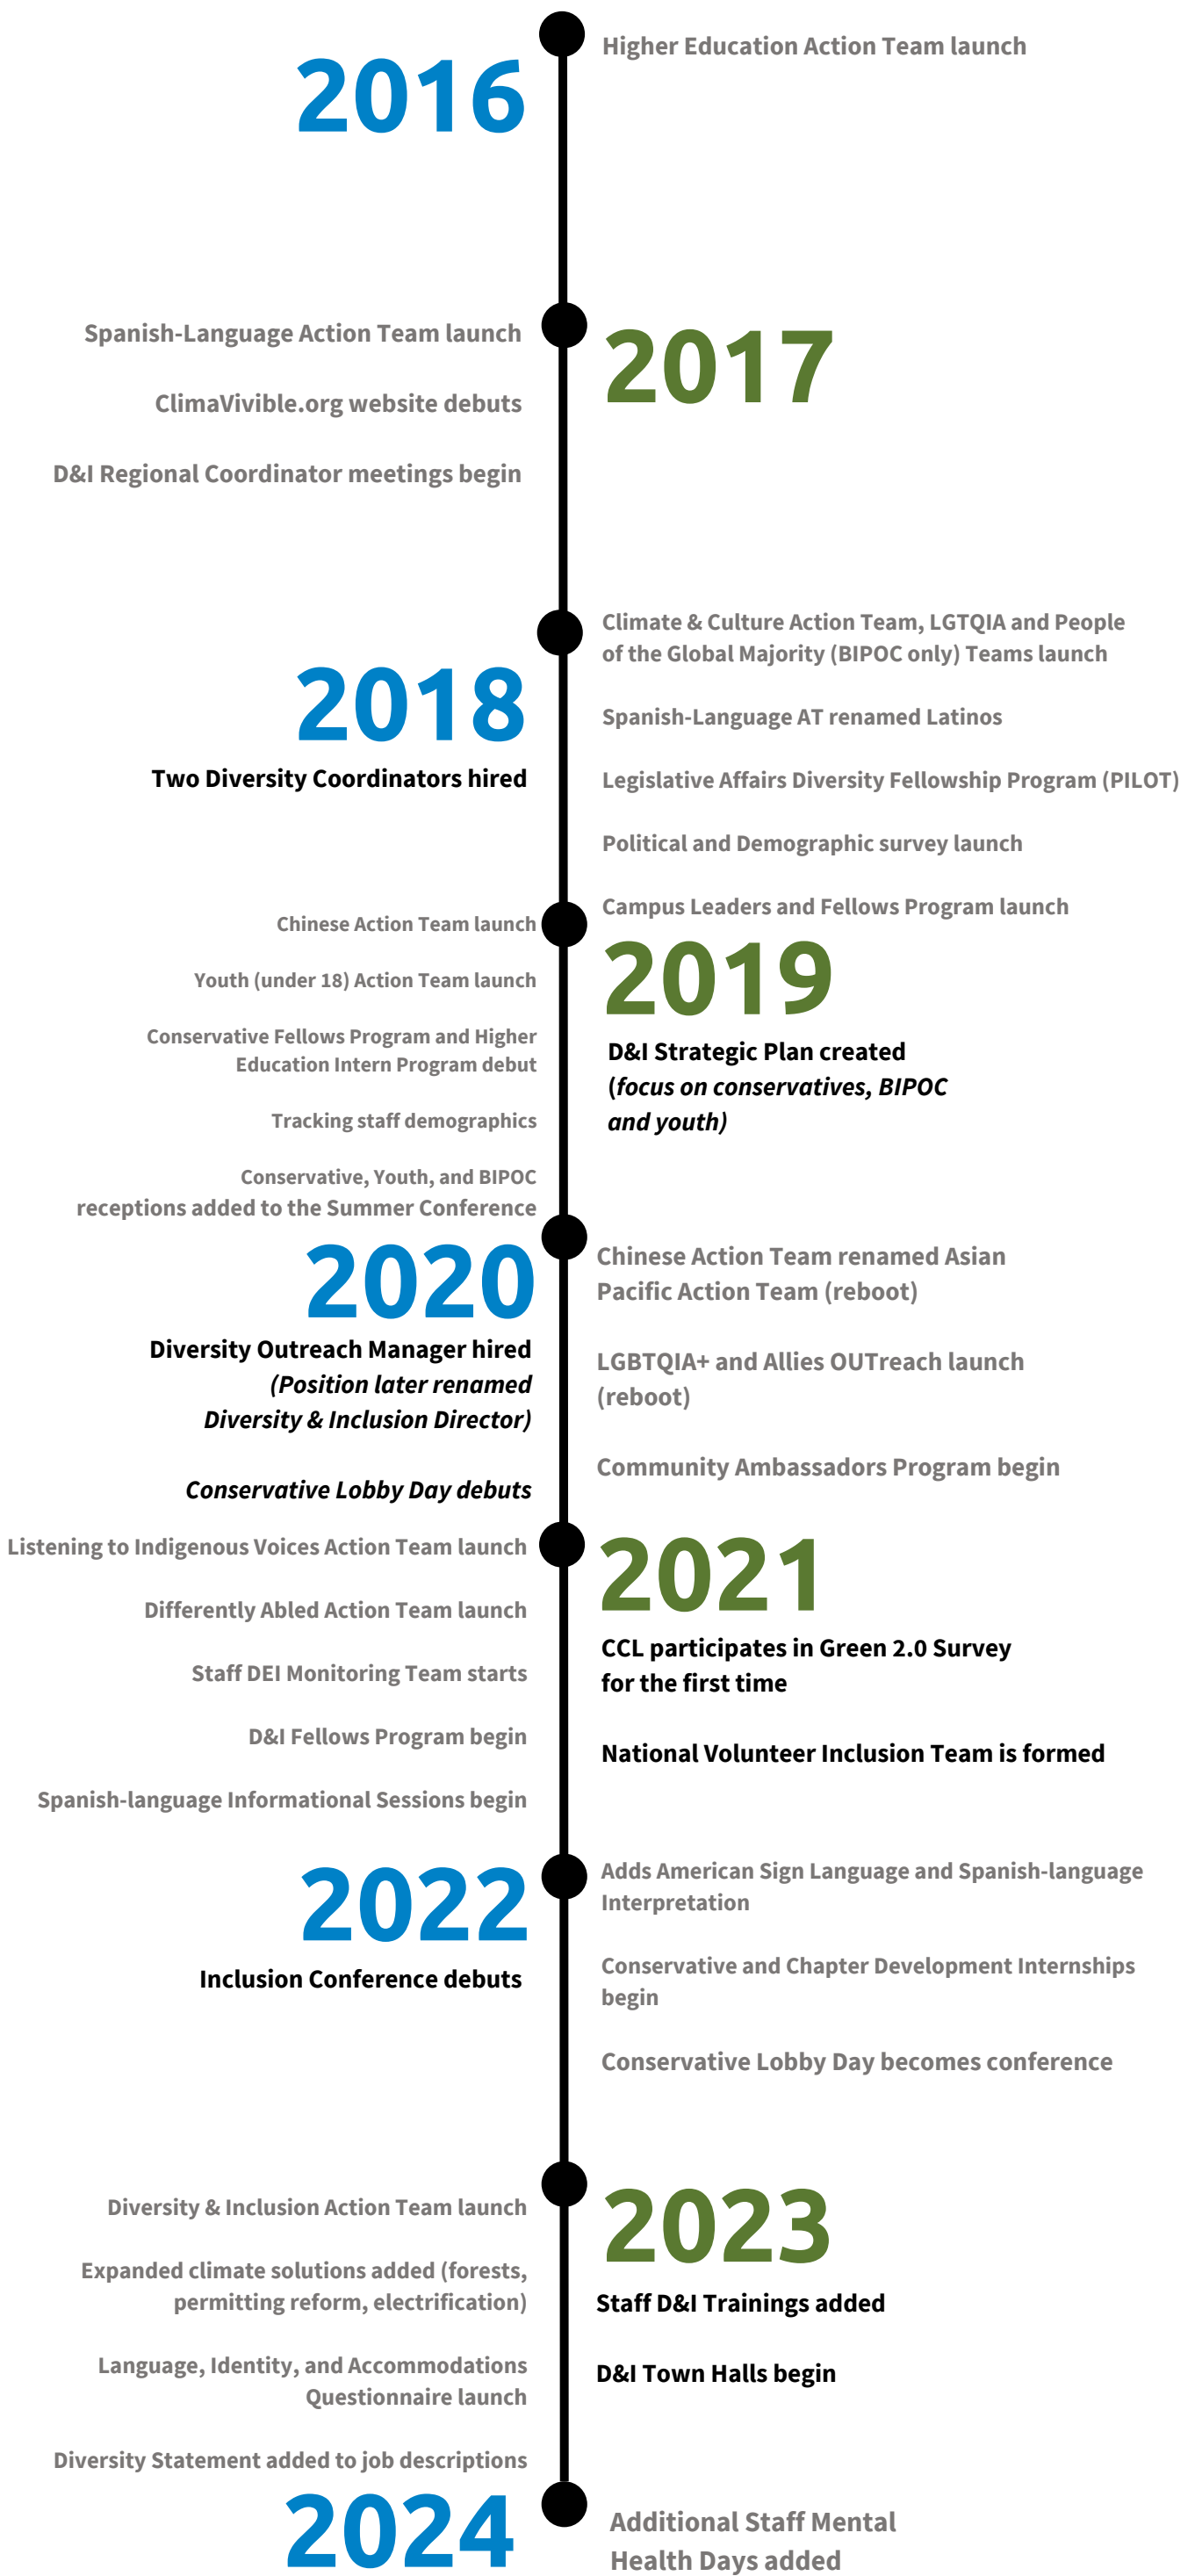 2016
Higher Education Action Team launch
2017
Spanish-Language Action Team launch
ClimaVivible.org website debuts
D&I Regional Coordinator meetings begin
2018
Two Diversity Coordinators hired
Climate & Culture Action Team, LGTQIA and People
of the Global Majority (BIPOC only) Teams launch
Spanish-Language AT renamed Latinos
Legislative Affairs Diversity Fellowship Program (PILOT)
Political and Demographic survey launch
Campus Leaders and Fellows Program launch
2019
D&I Strategic Plan created
(focus on conservatives, BIPOC
and youth)
Chinese Action Team launch
Youth (under 18) Action Team launch
Conservative Fellows Program and Higher
Education Intern Program debut
Tracking staff demographics
Conservative, Youth, and BIPOC
receptions added to the Summer Conference
2020
Diversity Outreach Manager hired
(Position later renamed
Diversity & Inclusion Director)
Conservative Lobby Day debuts
Chinese Action Team renamed Asian
Pacific Action Team (reboot)
LGBTQIA+ and Allies OUTreach launch
(reboot)
Community Ambassadors Program begin
2021
CCL participates in Green 2.0 Survey
for the first time
National Volunteer Inclusion Team is formed
Listening to Indigenous Voices Action Team launch
Differently Abled Action Team launch
Staff DEI Monitoring Team starts
D&I Fellows Program begin
Spanish-language Informational Sessions begin
2022
Inclusion Conference debuts
Adds American Sign Language and Spanish-language
Interpretation
Conservative and Chapter Development Internships
begin
Conservative Lobby Day becomes conference
2023
Staff D&I Trainings added
D&I Town Halls begin
Diversity & Inclusion Action Team launch
Expanded climate solutions added (forests,
permitting reform, electrification)
Language, Identity, and Accommodations
Questionnaire launch
Diversity Statement added to job descriptions
2024
Additional Staff Mental
Health Days added